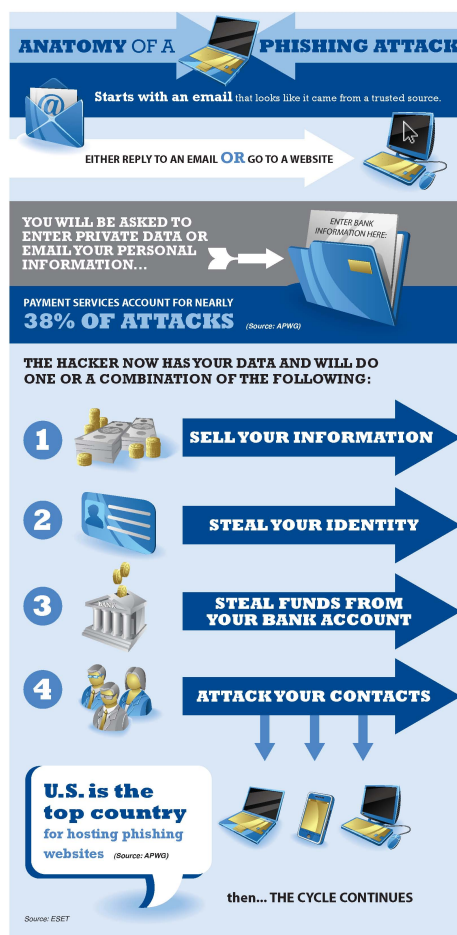 ANATOMY OF A PHISHING ATTACK
@
Starts with an email that looks like it came from a trusted source.
EITHER REPLY TO AN EMAIL OR GO TO A WEBSITE
YOU WILL BE ASKED TO
ENTER PRIVATE DATA OR
EMAIL YOUR PERSONAL
INFORMATION...
ENTER BANK
INFORMATION HERE:
PAYMENT SERVICES ACCOUNT FOR NEARLY
38% OF ATTACKS (Source: APWG)
THE HACKER NOW HAS YOUR DATA AND WILL DO
ONE OR A COMBINATION OF THE FOLLOWING:
1
SELL YOUR INFORMATION
2
STEAL YOUR IDENTITY
3
BANK
STEAL FUNDS FROM
YOUR BANK ACCOUNT
4
ATTACK YOUR CONTACTS
U.S. is the
top country
for hosting phishing
websites (Source: APWG)
then... THE CYCLE CONTINUES
Source: ESET